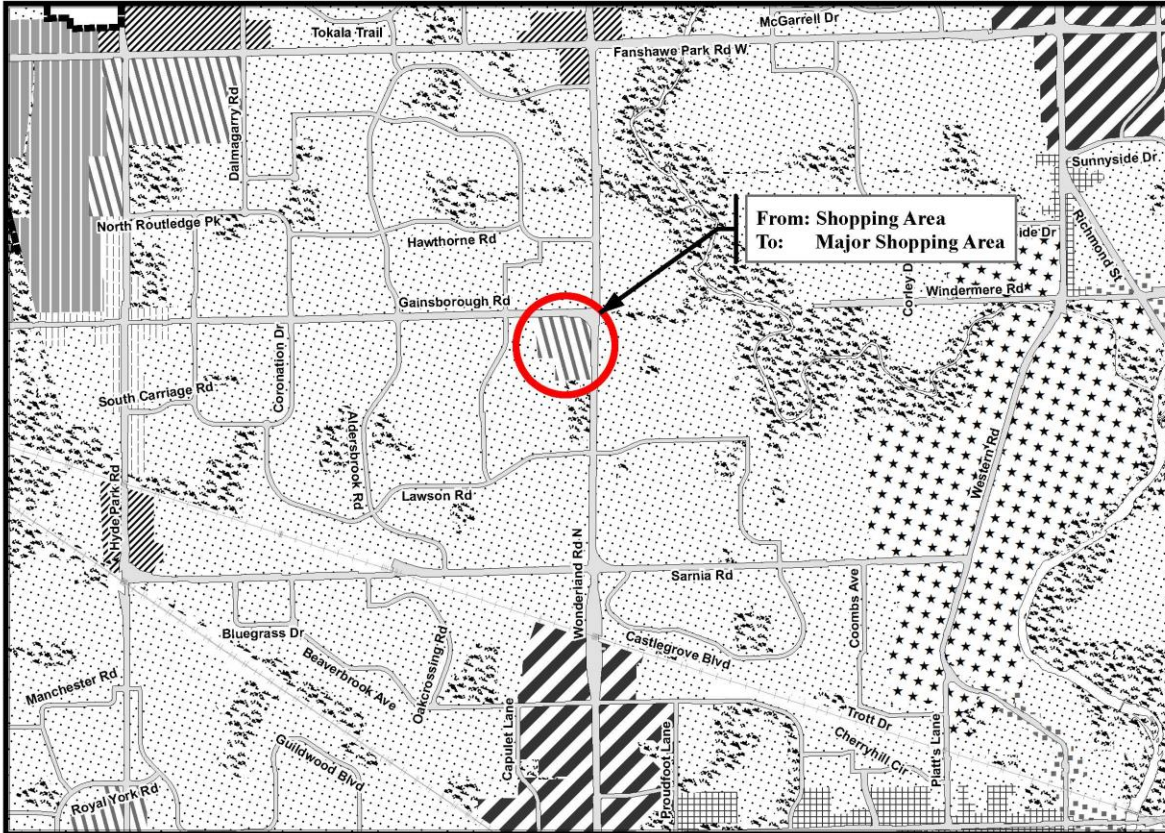 McGarrell Dr
Tokala Trail
Fanshawe Park Rd W
Dalmagarry Rd
Sunnyside Dr.
From: Shopping Area
To: Major Shopping Area
North Routledge Pk
Richmond St
Hawthorne Rd
ide Dr
Corley D
Windermere Rd
Gainsborough Rd
Coronation Dr
South Carriage Rd
Aldersbrook Rd
Western Rd
Lawson Rd
Hyde Park Rd
Wonderland Rd N
Sarnia Rd
Coombs Ave
Bluegrass Dr
Castlegrove Blvd
Beaverbrook Ave
Oakcrossing Rd
Manchester Rd
Trott Dr
Capulet Lane
Proudfoot Lane
Guildwood Blvd
Cherryhill Cir
Platt's Lane
Royal York Rd